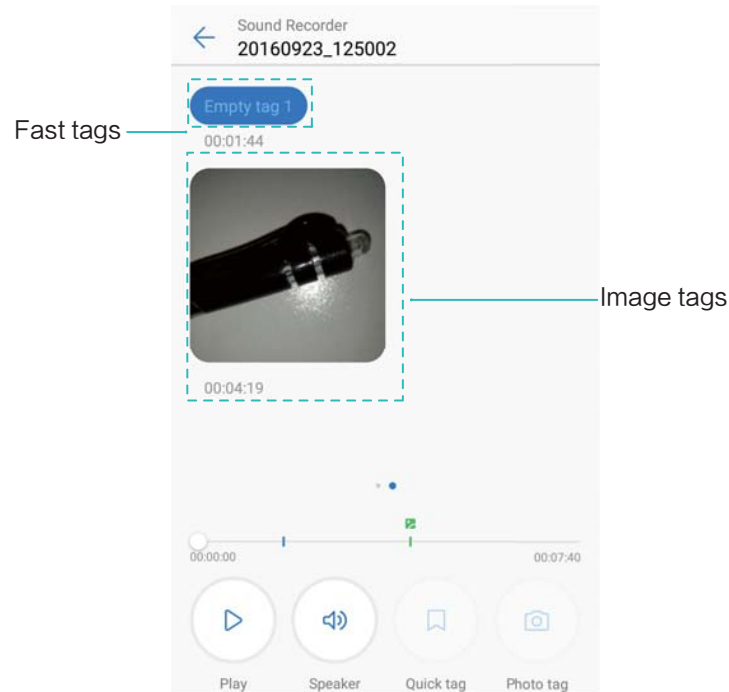 Sound Recorder
20160923_125002
Empty tag 1
Fast tags
00:01:44
Image tags
00:04:19
00:00:00 00:07:40
Play Speaker Quick tag Photo tag